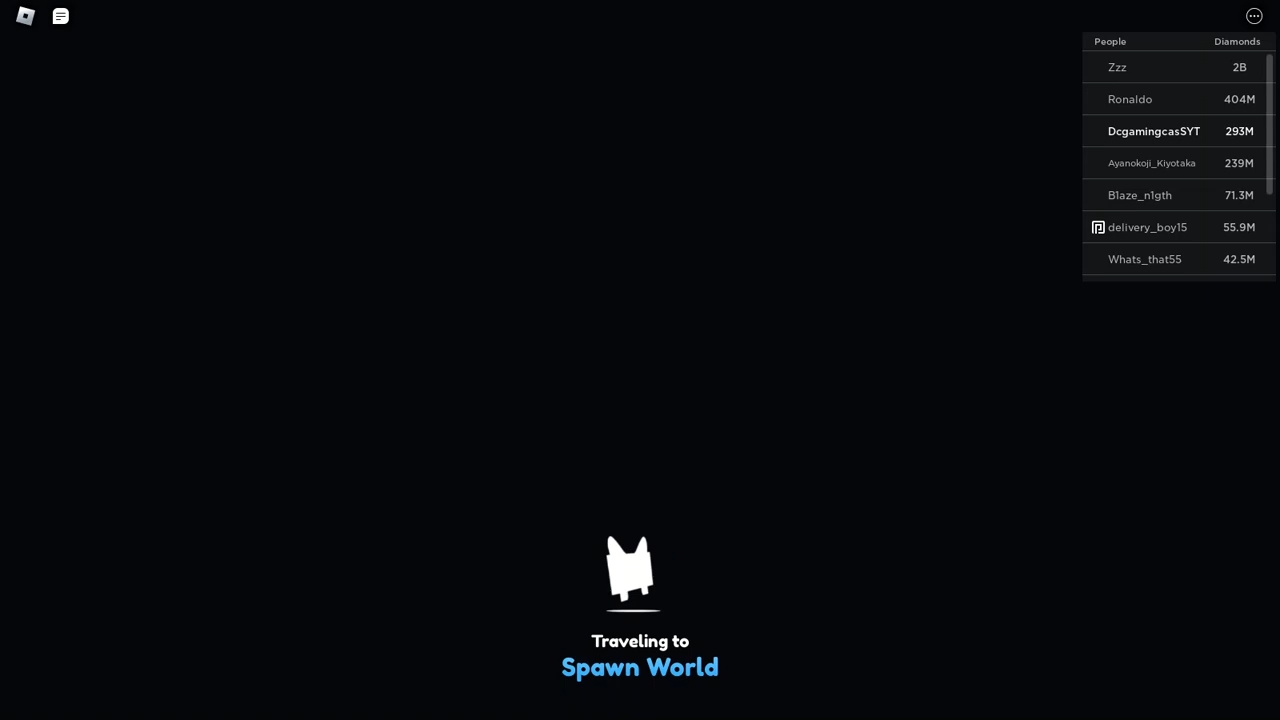 People Diamonds
Zzz 2B
Ronaldo 404M
DcgamingcasSYT 293M
Ayanokoji_Kiyotaka 239M
B1aze_n1gth 71.3M
delivery_boy15 55.9M
Whats_that55 42.5M
Traveling to
Spawn World